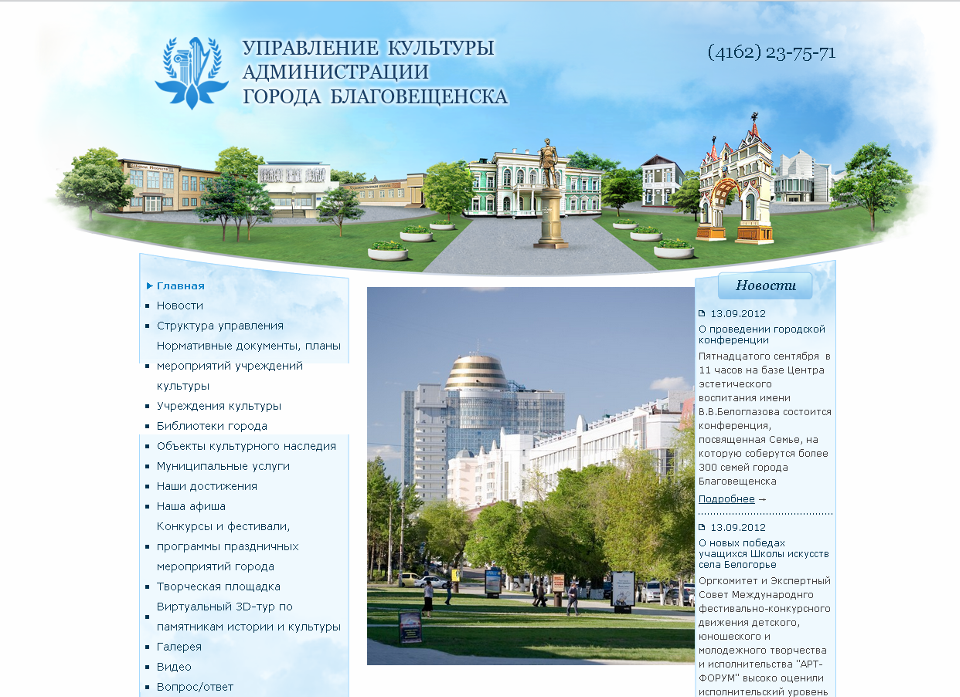 УПРАВЛЕНИЕ КУЛЬТУРЫ
АДМИНИСТРАЦИИ
ГОРОДА БЛАГОВЕЩЕНСКА
(4162) 23-75-71
Главная
Новости
Структура управления
Нормативные документы, планы
мероприятий учреждений
культуры
Учреждения культуры
Библиотеки города
Объекты культурного наследия
Муниципальные услуги
Наши достижения
Наша афиша
Конкурсы и фестивали,
программы праздничных
мероприятий города
Творческая площадка
Виртуальный 3D-тур по
памятникам истории и культуры
Галерея
Видео
Вопрос/ответ
Новости
13.09.2012
О проведении городской
конференции
Пятнадцатого сентября в
11 часов на базе Центра
эстетического
воспитания имени
В.В.Белоглазова состоится
конференция,
посвященная Семье, на
которую соберутся более
300 семей города
Благовещенска
Подробнее →
13.09.2012
О новых победах
учащихся Школы искусств
села Белогорье
Оргкомитет и Экспертный
Совет Международнго
фестивально-конкурсного
движения детского,
юношеского и
молодежного творчества
и исполнительства "АРТ-
ФОРУМ" высоко оценили
исполнительский уровень